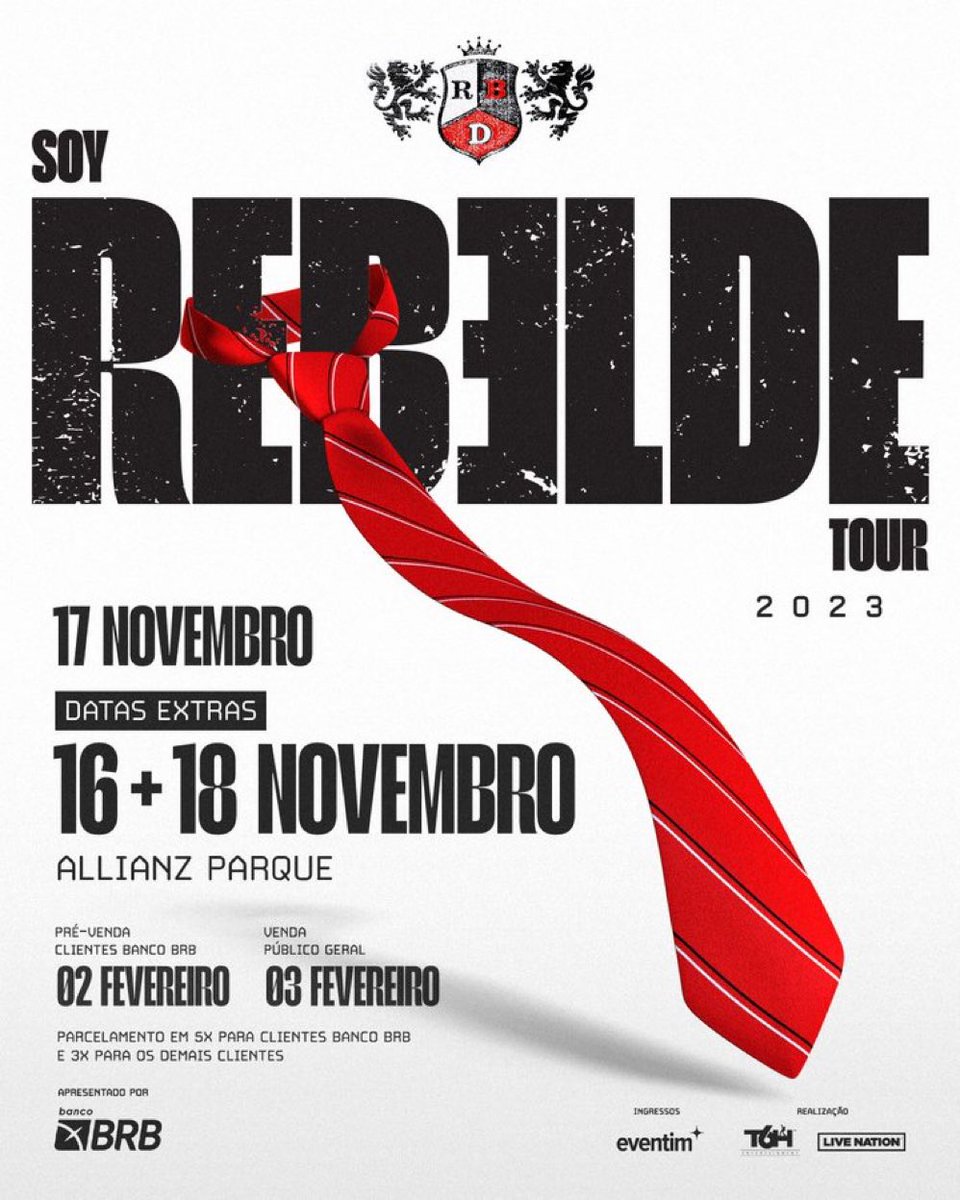 R B
D
SOY
REBELDE
TOUR
2023
17 NOVEMBRO
DATAS EXTRAS
16 + 18 NOVEMBRO
ALLIANZ PARQUE
PRÉ-VENDA
CLIENTES BANCO BRB
02 FEVEREIRO
VENDA
PÚBLICO GERAL
03 FEVEREIRO
PARCELAMENTO EM 5X PARA CLIENTES BANCO BRB
E 3X PARA OS DEMAIS CLIENTES
APRESENTADO POR
banco
BRB
INGRESSOS
eventim
REALIZAÇÃO
T6H
ENTERTAINMENT
LIVE NATION